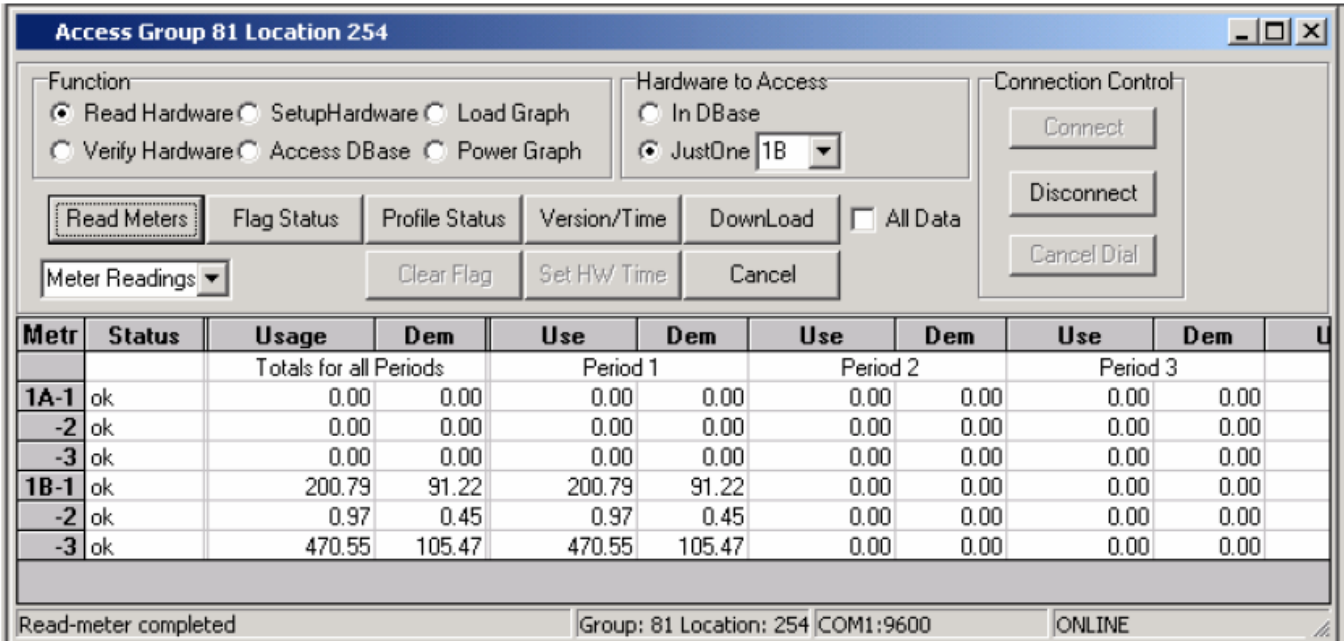 Access Group 81 Location 254
Function Hardware to Access Connection Control
Read Hardware SetupHardware Load Graph In DBase Connect
Verify Hardware Access DBase Power Graph JustOne 1B
Disconnect
Read Meters Flag Status Profile Status Version/Time DownLoad All Data
Meter Readings Clear Flag Set HW Time Cancel Cancel Dial
Metr Status Usage Dem Use Dem Use Dem Use Dem U
Totals for all Periods Period 1 Period 2 Period 3
1A-1 ok 0.00 0.00 0.00 0.00 0.00 0.00 0.00 0.00
-2 ok 0.00 0.00 0.00 0.00 0.00 0.00 0.00 0.00
-3 ok 0.00 0.00 0.00 0.00 0.00 0.00 0.00 0.00
1B-1 ok 200.79 91.22 200.79 91.22 0.00 0.00 0.00 0.00
-2 ok 0.97 0.45 0.97 0.45 0.00 0.00 0.00 0.00
-3 ok 470.55 105.47 470.55 105.47 0.00 0.00 0.00 0.00
Read-meter completed Group: 81 Location: 254 COM1:9600 ONLINE